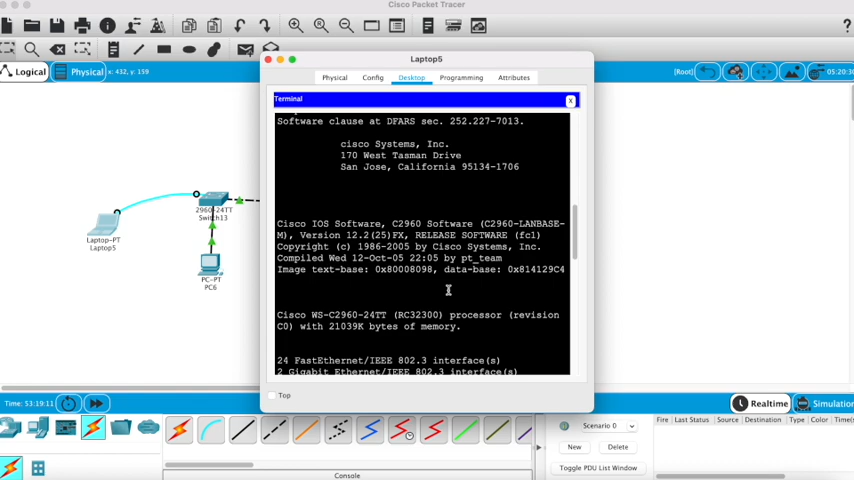 Cisco Packet Tracer
Logical
Physical
x: 432, y: 159
[Root]
05:20:30
Laptop5
Physical
Config
Desktop
Programming
Attributes
Terminal
X
Software clause at DFARS sec. 252.227-7013.
cisco Systems, Inc.
170 West Tasman Drive
San Jose, California 95134-1706
Cisco IOS Software, C2960 Software (C2960-LANBASE-
M), Version 12.2(25)FX, RELEASE SOFTWARE (fc1)
Copyright (c) 1986-2005 by Cisco Systems, Inc.
Compiled Wed 12-Oct-05 22:05 by pt_team
Image text-base: 0x80008098, data-base: 0x814129C4
Cisco WS-C2960-24TT (RC32300) processor (revision
C0) with 21039K bytes of memory.
24 FastEthernet/IEEE 802.3 interface(s)
2 Gigabit Ethernet/IEEE 802.3 interface(s)
2960-24TT
Switch13
Laptop-PT
Laptop5
PC-PT
PC6
Top
Time: 53:19:11
Realtime
Simulation
Scenario 0
New
Delete
Toggle PDU List Window
Fire
Last Status
Source
Destination
Type
Color
Time(s
Console